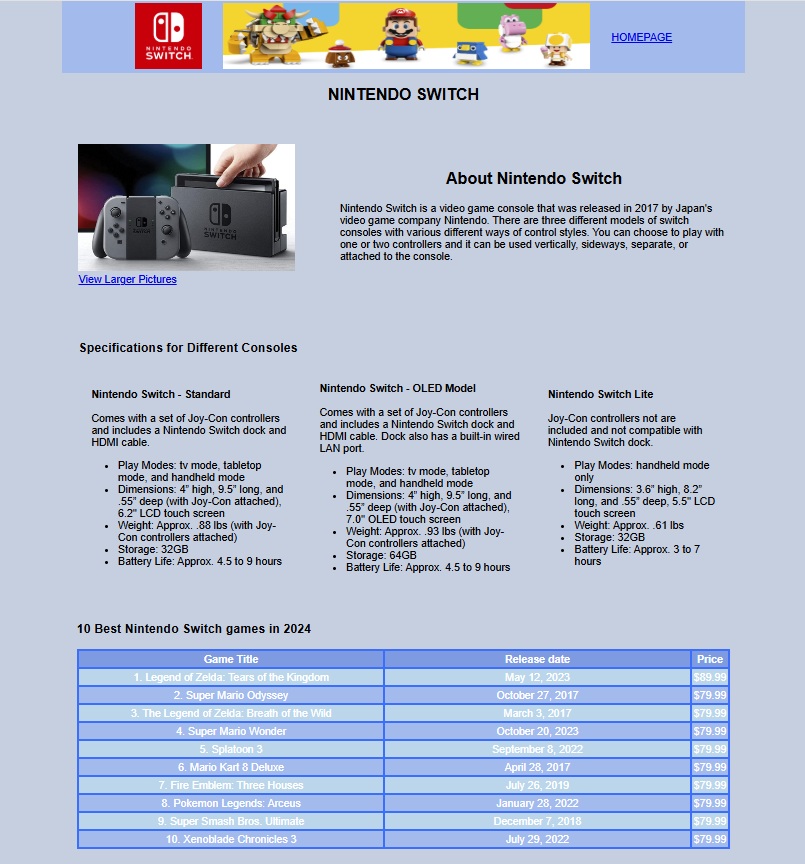 NINTENDO
SWITCH.
HOMEPAGE
NINTENDO SWITCH
SWITCH
NINTENDO
SWITCH
View Larger Pictures
About Nintendo Switch
Nintendo Switch is a video game console that was released in 2017 by Japan's
video game company Nintendo. There are three different models of switch
consoles with various different ways of control styles. You can choose to play with
one or two controllers and it can be used vertically, sideways, separate, or
attached to the console.
Specifications for Different Consoles
Nintendo Switch - Standard
Comes with a set of Joy-Con controllers
and includes a Nintendo Switch dock and
HDMI cable.
• Play Modes: tv mode, tabletop
mode, and handheld mode
• Dimensions: 4” high, 9.5” long, and
.55” deep (with Joy-Con attached),
6.2" LCD touch screen
• Weight: Approx. .88 lbs (with Joy-
Con controllers attached)
• Storage: 32GB
• Battery Life: Approx. 4.5 to 9 hours
Nintendo Switch - OLED Model
Comes with a set of Joy-Con controllers
and includes a Nintendo Switch dock and
HDMI cable. Dock also has a built-in wired
LAN port.
• Play Modes: tv mode, tabletop
mode, and handheld mode
• Dimensions: 4” high, 9.5” long, and
.55” deep (with Joy-Con attached),
7.0" OLED touch screen
• Weight: Approx. .93 lbs (with Joy-
Con controllers attached)
• Storage: 64GB
• Battery Life: Approx. 4.5 to 9 hours
Nintendo Switch Lite
Joy-Con controllers not are
included and not compatible with
Nintendo Switch dock.
• Play Modes: handheld mode
only
• Dimensions: 3.6” high, 8.2”
long, and .55” deep, 5.5" LCD
touch screen
• Weight: Approx. .61 lbs
• Storage: 32GB
• Battery Life: Approx. 3 to 7
hours
10 Best Nintendo Switch games in 2024
Game Title Release date Price
1. Legend of Zelda: Tears of the Kingdom May 12, 2023 $89.99
2. Super Mario Odyssey October 27, 2017 $79.99
3. The Legend of Zelda: Breath of the Wild March 3, 2017 $79.99
4. Super Mario Wonder October 20, 2023 $79.99
5. Splatoon 3 September 8, 2022 $79.99
6. Mario Kart 8 Deluxe April 28, 2017 $79.99
7. Fire Emblem: Three Houses July 26, 2019 $79.99
8. Pokemon Legends: Arceus January 28, 2022 $79.99
9. Super Smash Bros. Ultimate December 7, 2018 $79.99
10. Xenoblade Chronicles 3 July 29, 2022 $79.99